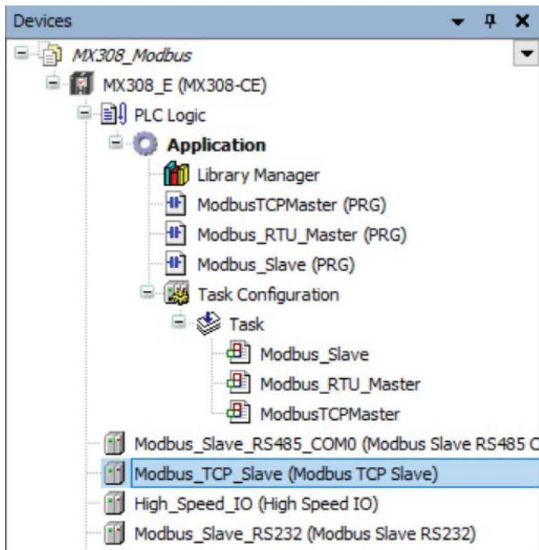 Devices
MX308_Modbus
MX308_E (MX308-CE)
PLC Logic
Application
Library Manager
ModbusTCPMaster (PRG)
Modbus_RTU_Master (PRG)
Modbus_Slave (PRG)
Task Configuration
Task
Modbus_Slave
Modbus_RTU_Master
ModbusTCPMaster
Modbus_Slave_RS485_COM0 (Modbus Slave RS485 C
Modbus_TCP_Slave (Modbus TCP Slave)
High_Speed_IO (High Speed IO)
Modbus_Slave_RS232 (Modbus Slave RS232)